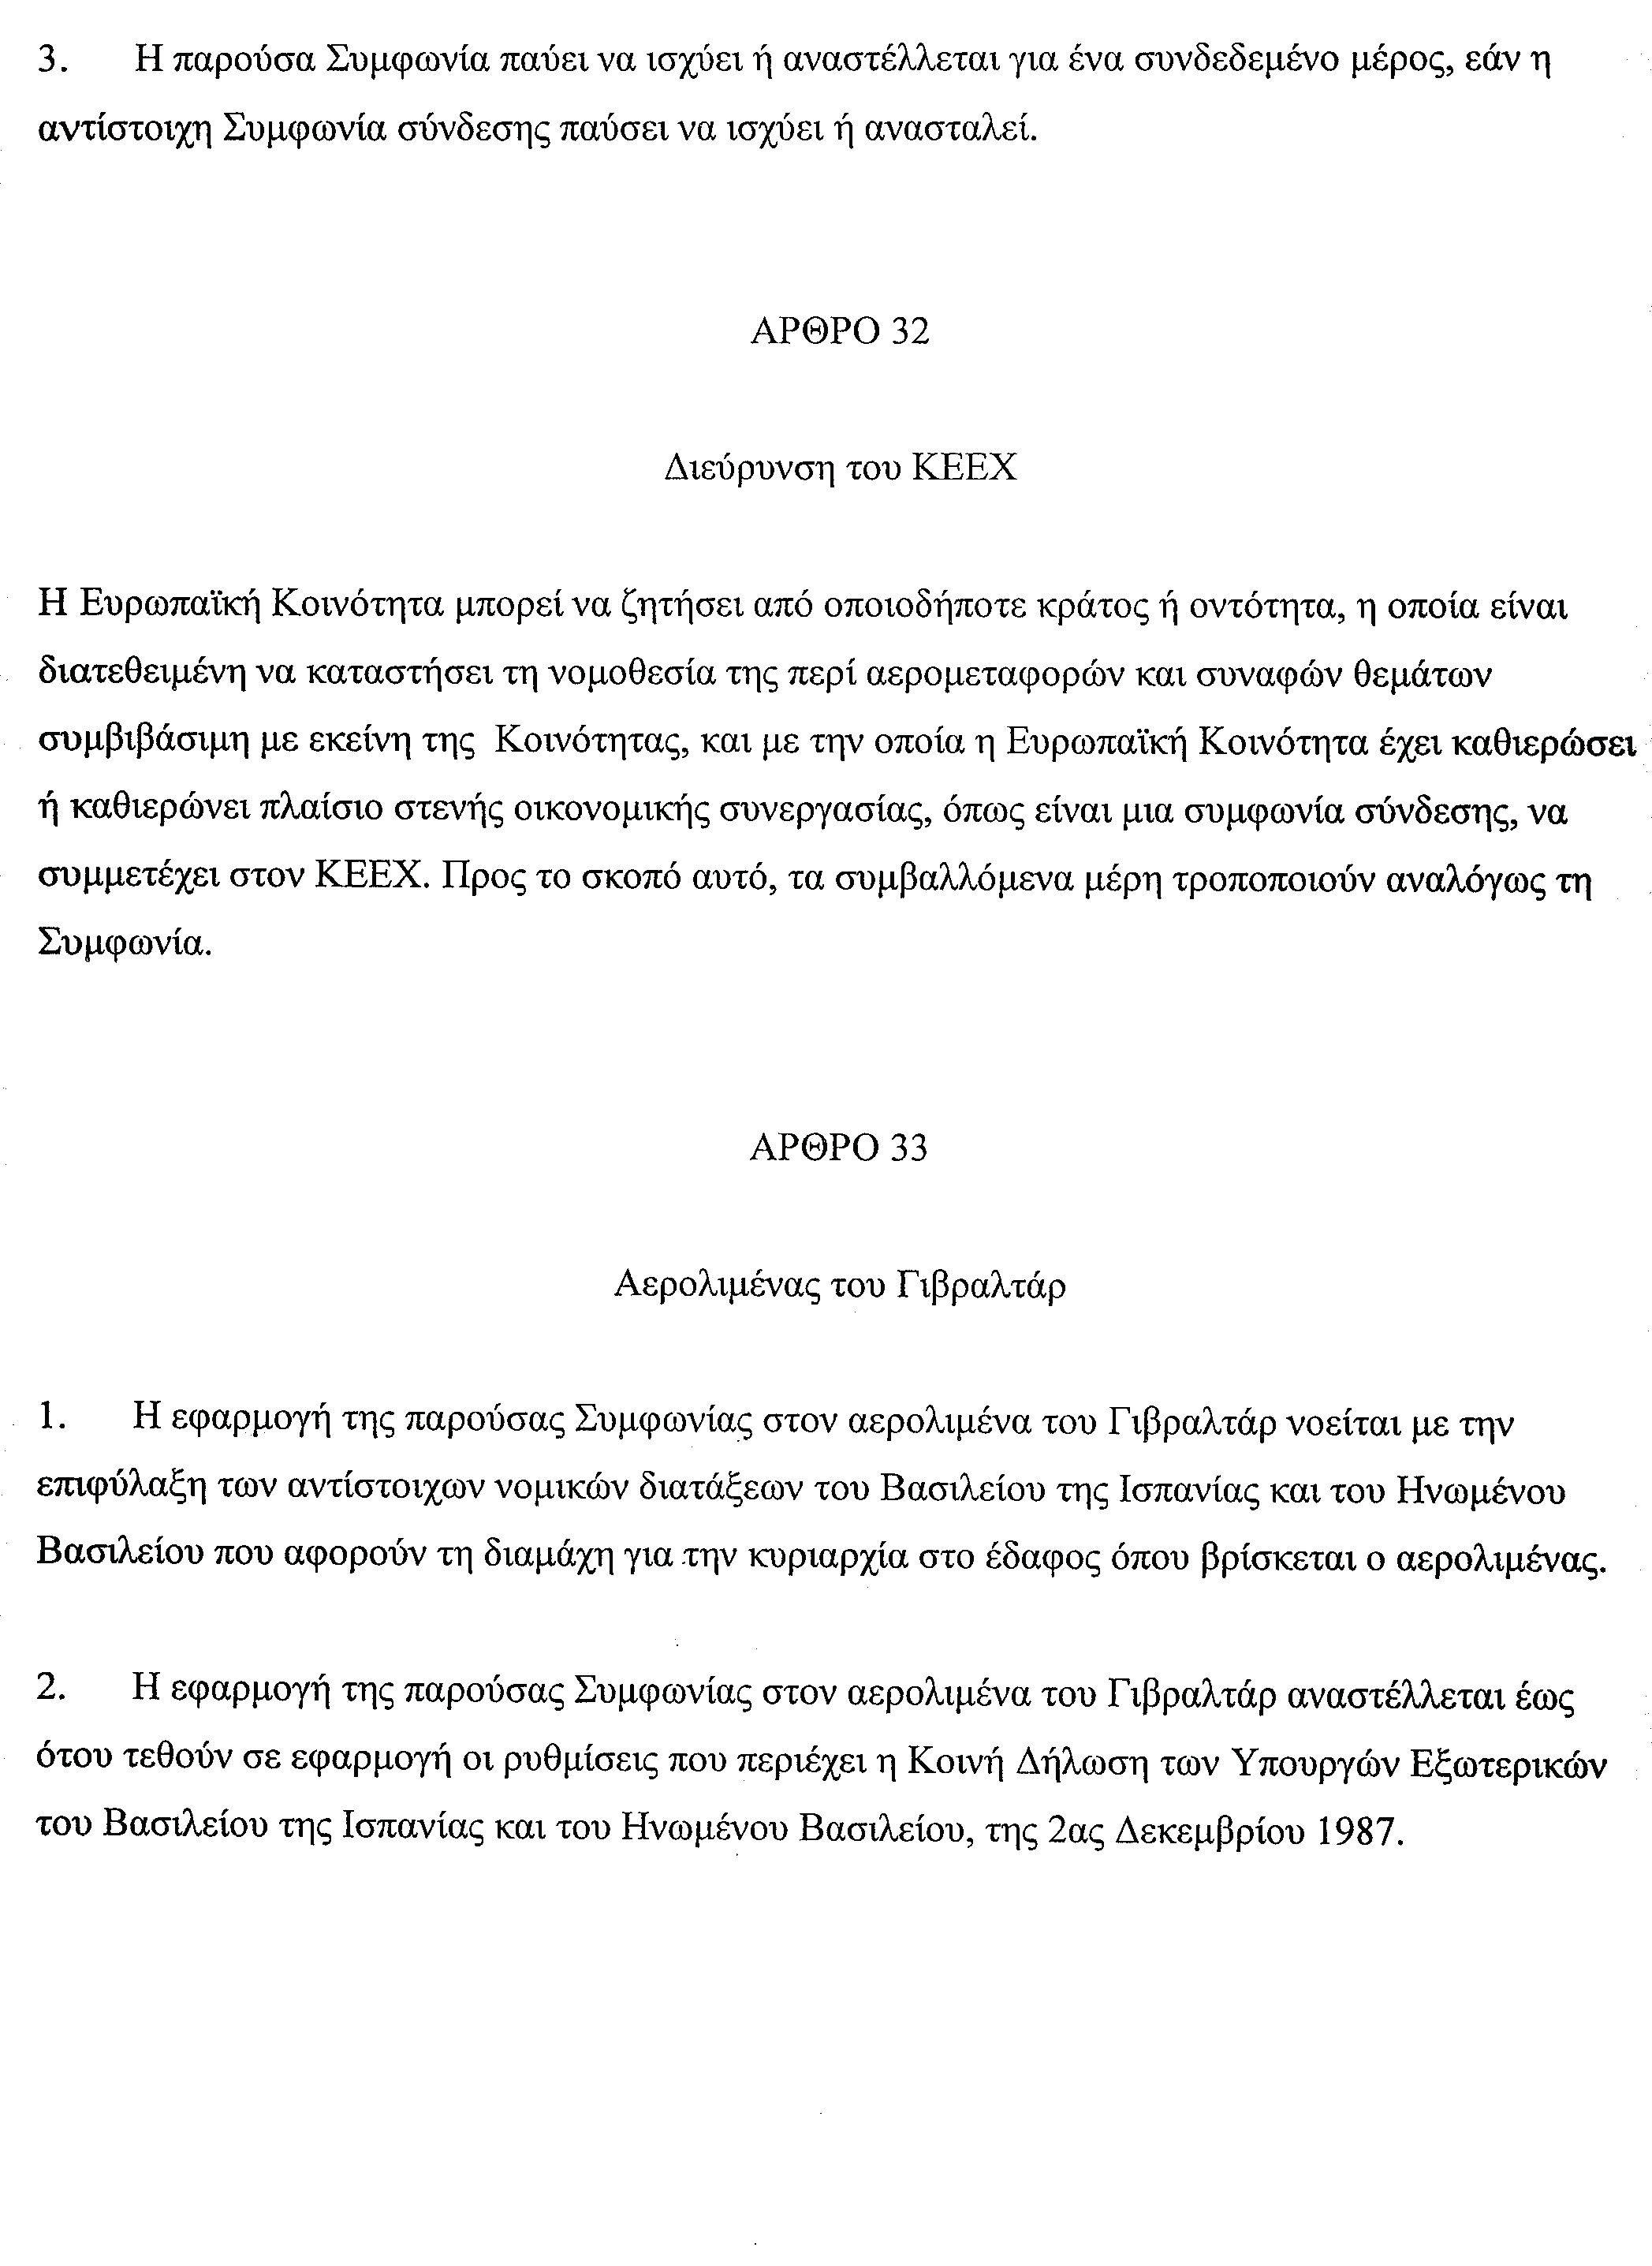 3. Η παρούσα Συμφωνία παύει να ισχύει ή αναστέλλεται για ένα συνδεδεμένο μέρος, εάν η
αντίστοιχη Συμφωνία σύνδεσης παύσει να ισχύει ή ανασταλεί.
ΑΡΘΡΟ 32
Διεύρυνση του ΚΕΕΧ
Η Ευρωπαϊκή Κοινότητα μπορεί να ζητήσει από οποιοδήποτε κράτος ή οντότητα, η οποία είναι
διατεθειμένη να καταστήσει τη νομοθεσία της περί αερομεταφορών και συναφών θεμάτων
συμβιβάσιμη με εκείνη της Κοινότητας, και με την οποία η Ευρωπαϊκή Κοινότητα έχει καθιερώσει
ή καθιερώνει πλαίσιο στενής οικονομικής συνεργασίας, όπως είναι μια συμφωνία σύνδεσης, να
συμμετέχει στον ΚΕΕΧ. Προς το σκοπό αυτό, τα συμβαλλόμενα μέρη τροποποιούν αναλόγως τη
Συμφωνία.
ΑΡΘΡΟ 33
Αερολιμένας του Γιβραλτάρ
1. Η εφαρμογή της παρούσας Συμφωνίας στον αερολιμένα του Γιβραλτάρ νοείται με την
επιφύλαξη των αντίστοιχων νομικών διατάξεων του Βασιλείου της Ισπανίας και του Ηνωμένου
Βασιλείου που αφορούν τη διαμάχη για την κυριαρχία στο έδαφος όπου βρίσκεται ο αερολιμένας.
2. Η εφαρμογή της παρούσας Συμφωνίας στον αερολιμένα του Γιβραλτάρ αναστέλλεται έως
ότου τεθούν σε εφαρμογή οι ρυθμίσεις που περιέχει η Κοινή Δήλωση των Υπουργών Εξωτερικών
του Βασιλείου της Ισπανίας και του Ηνωμένου Βασιλείου, της 2ας Δεκεμβρίου 1987.